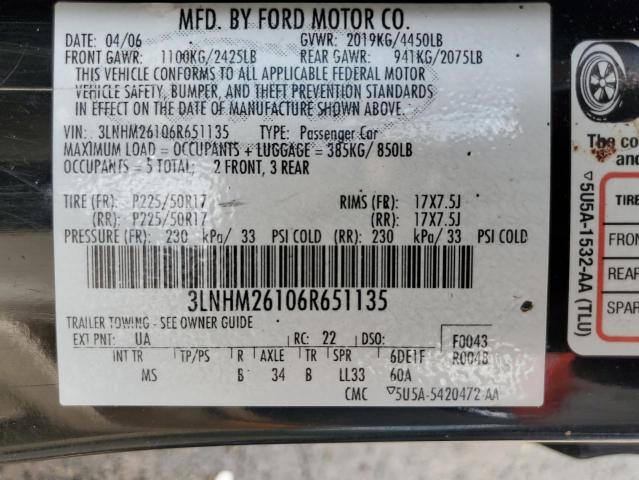 MFD. BY FORD MOTOR CO.
DATE: 04/06 GVWR: 2019KG/4450LB
FRONT GAWR: 1100KG/2425LB REAR GAWR: 941KG/2075LB
THIS VEHICLE CONFORMS TO ALL APPLICABLE FEDERAL MOTOR
VEHICLE SAFETY, BUMPER, AND THEFT PREVENTION STANDARDS
IN EFFECT ON THE DATE OF MANUFACTURE SHOWN ABOVE.
VIN: 3LNHM26106R651135 TYPE: Passenger Car
MAXIMUM LOAD = OCCUPANTS + LUGGAGE = 385KG/850LB
OCCUPANTS = 5 TOTAL; 2 FRONT, 3 REAR
TIRE (FR): P225/50R17 RIMS (FR): 17X7.5J
(RR): P225/50R17 (RR): 17X7.5J
PRESSURE (FR): 230 kPa/ 33 PSI COLD (RR): 230 kPa/ 33 PSI COLD
3LNHM26106R651135
TRAILER TOWING - SEE OWNER GUIDE
EXT PNT: UA RC: 22 DSO: F0043
INT TR TP/PS R AXLE TR SPR 6DE1F R0048
MS B 34 B LL33 60A
CMC ▽5U5A-5420472-AA
The co
and
▽5U5A-1532-AA (TLU)
TIRE
FRON
REAR
SPAR